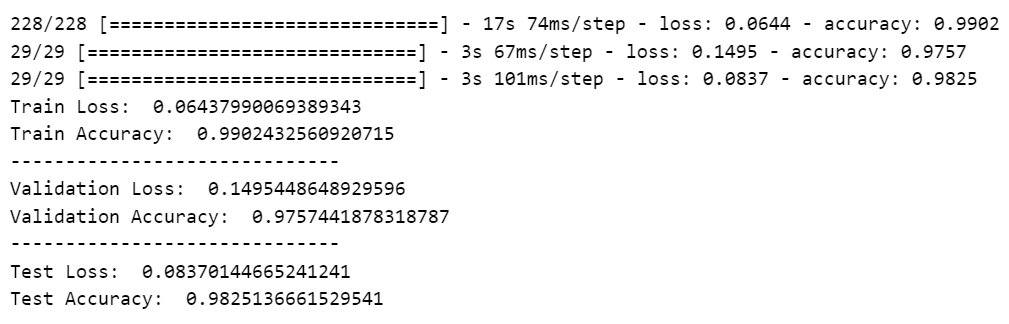 228/228 [==============================] - 17s 74ms/step - loss: 0.0644 - accuracy: 0.9902
29/29 [==============================] - 3s 67ms/step - loss: 0.1495 - accuracy: 0.9757
29/29 [==============================] - 3s 101ms/step - loss: 0.0837 - accuracy: 0.9825
Train Loss:  0.06437990069389343
Train Accuracy:  0.9902432560920715
------------------------------
Validation Loss:  0.1495448648929596
Validation Accuracy:  0.9757441878318787
------------------------------
Test Loss:  0.08370144665241241
Test Accuracy:  0.9825136661529541